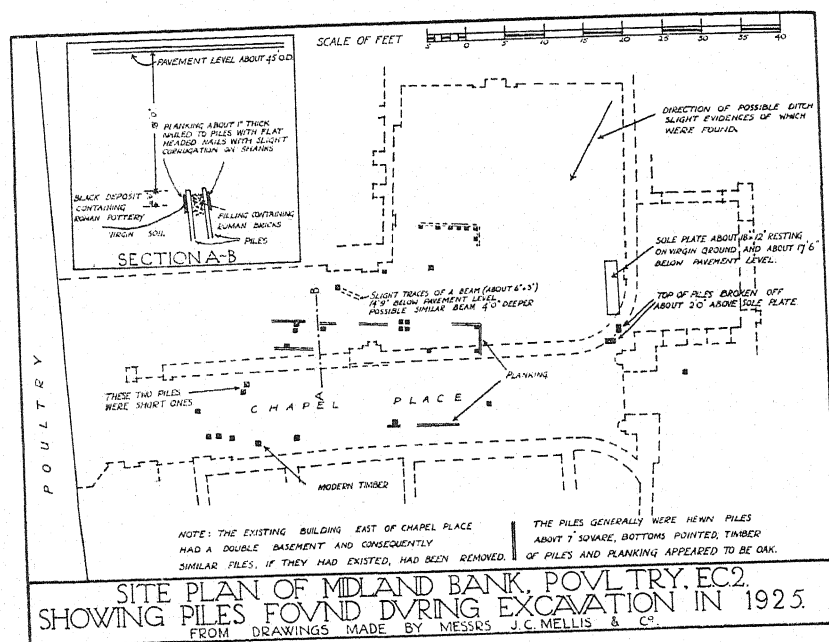 SCALE OF FEET
5 0 5 10 15 20 25 30 35 40
PAVEMENT LEVEL ABOUT 45' O.D.
PLANKING ABOUT 1" THICK
NAILED TO PILES WITH FLAT
HEADED NAILS WITH SLIGHT
CORRUGATION ON SHANKS
BLACK DEPOSIT
CONTAINING
ROMAN POTTERY
VIRGIN SOIL
FILLING CONTAINING
ROMAN BRICKS
PILES
SECTION A-B
DIRECTION OF POSSIBLE DITCH
SLIGHT EVIDENCES OF WHICH
WERE FOUND.
SOLE PLATE ABOUT 18"×12" RESTING
ON VIRGIN GROUND AND ABOUT 17' 6"
BELOW PAVEMENT LEVEL.
B
SLIGHT TRACES OF A BEAM (ABOUT 6"×3")
14' 9" BELOW PAVEMENT LEVEL
POSSIBLE SIMILAR BEAM 4' 0" DEEPER
TOP OF PILES BROKEN OFF
ABOUT 2' 0" ABOVE SOLE PLATE
PLANKING
THESE TWO PILES
WERE SHORT ONES
A
CHAPEL PLACE
POULTRY
MODERN TIMBER
NOTE: THE EXISTING BUILDING EAST OF CHAPEL PLACE
HAD A DOUBLE BASEMENT AND CONSEQUENTLY
SIMILAR PILES, IF THEY HAD EXISTED, HAD BEEN REMOVED.
THE PILES GENERALLY WERE HEWN PILES
ABOUT 7" SQUARE, BOTTOMS POINTED, TIMBER
OF PILES AND PLANKING APPEARED TO BE OAK.
SITE PLAN OF MIDLAND BANK, POVLTRY, E.C.2.
SHOWING PILES FOVND DVRING EXCAVATION IN 1925.
FROM DRAWINGS MADE BY MESSRS J.C. MELLIS & Co.